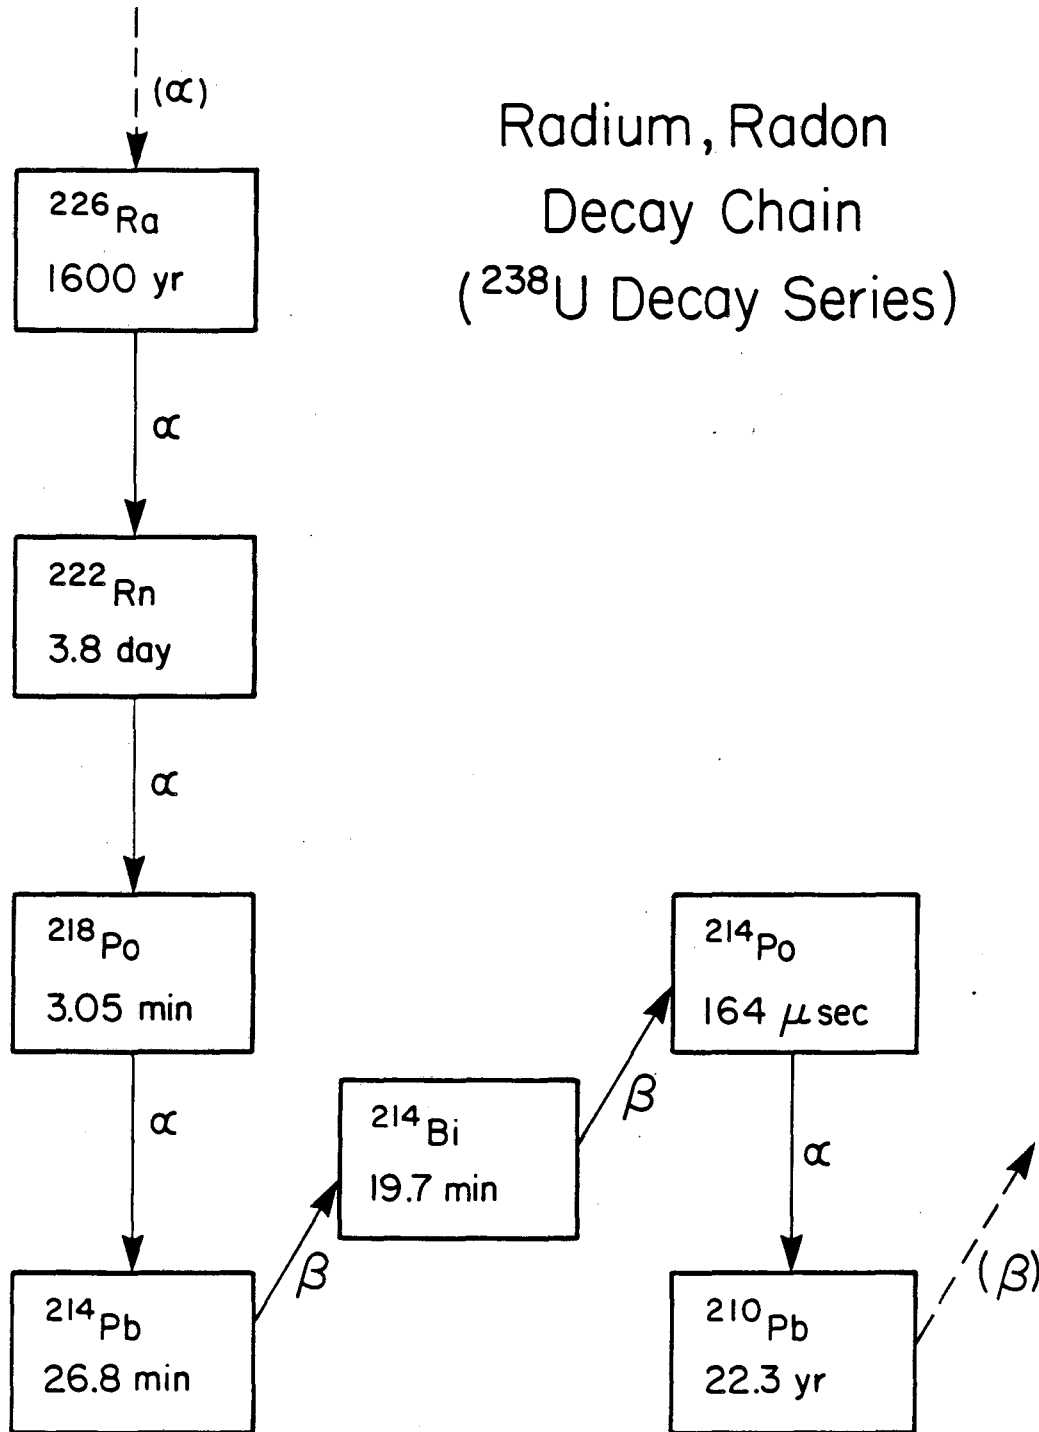 (α)
Radium, Radon
Decay Chain
(²³⁸U Decay Series)
²²⁶Ra
1600 yr
α
²²²Rn
3.8 day
α
²¹⁸Po
3.05 min
α
²¹⁴Pb
26.8 min
β
²¹⁴Bi
19.7 min
β
²¹⁴Po
164 μsec
α
²¹⁰Pb
22.3 yr
(β)